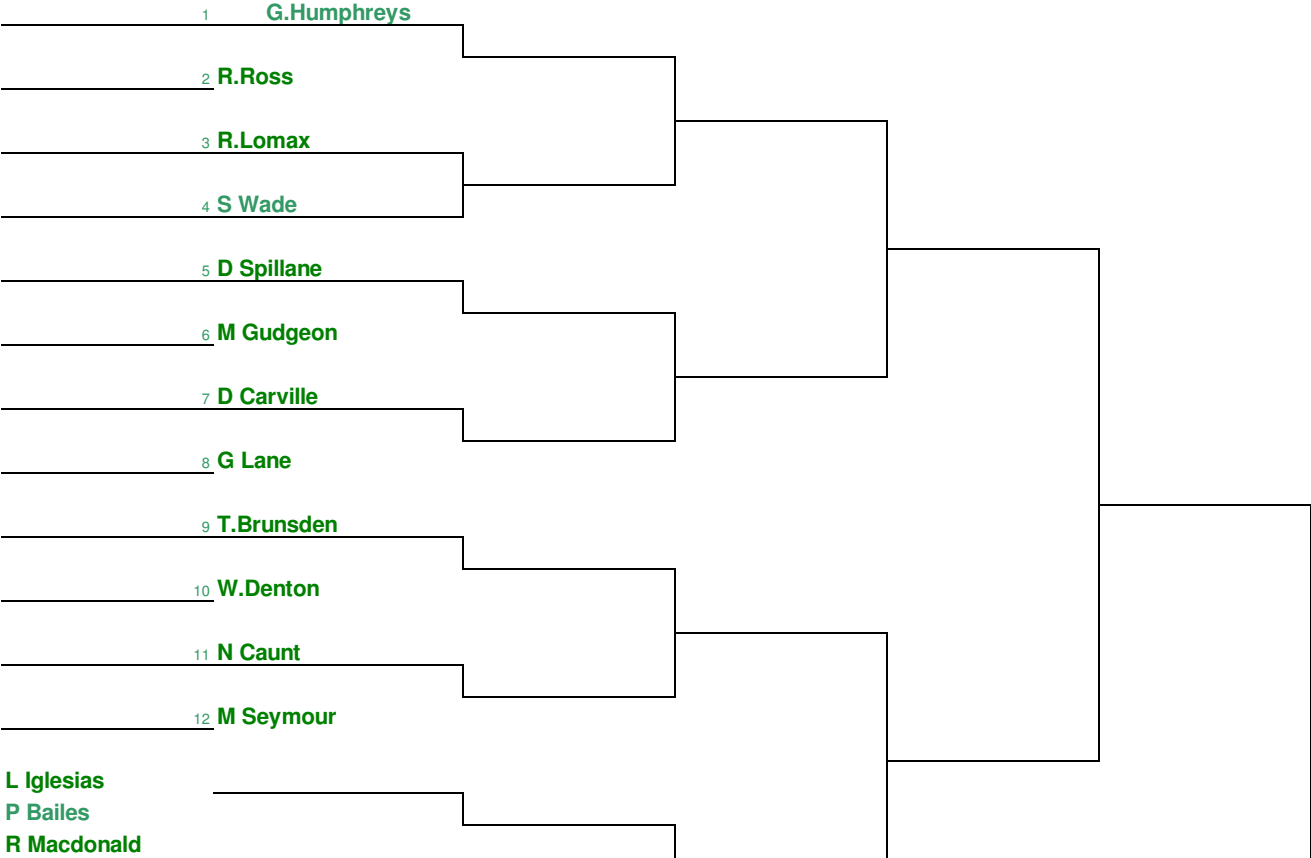 1 G.Humphreys
2 R.Ross
3 R.Lomax
4 S Wade
5 D Spillane
6 M Gudgeon
7 D Carville
8 G Lane
9 T.Brunsden
10 W.Denton
11 N Caunt
12 M Seymour
L Iglesias
P Bailes
R Macdonald